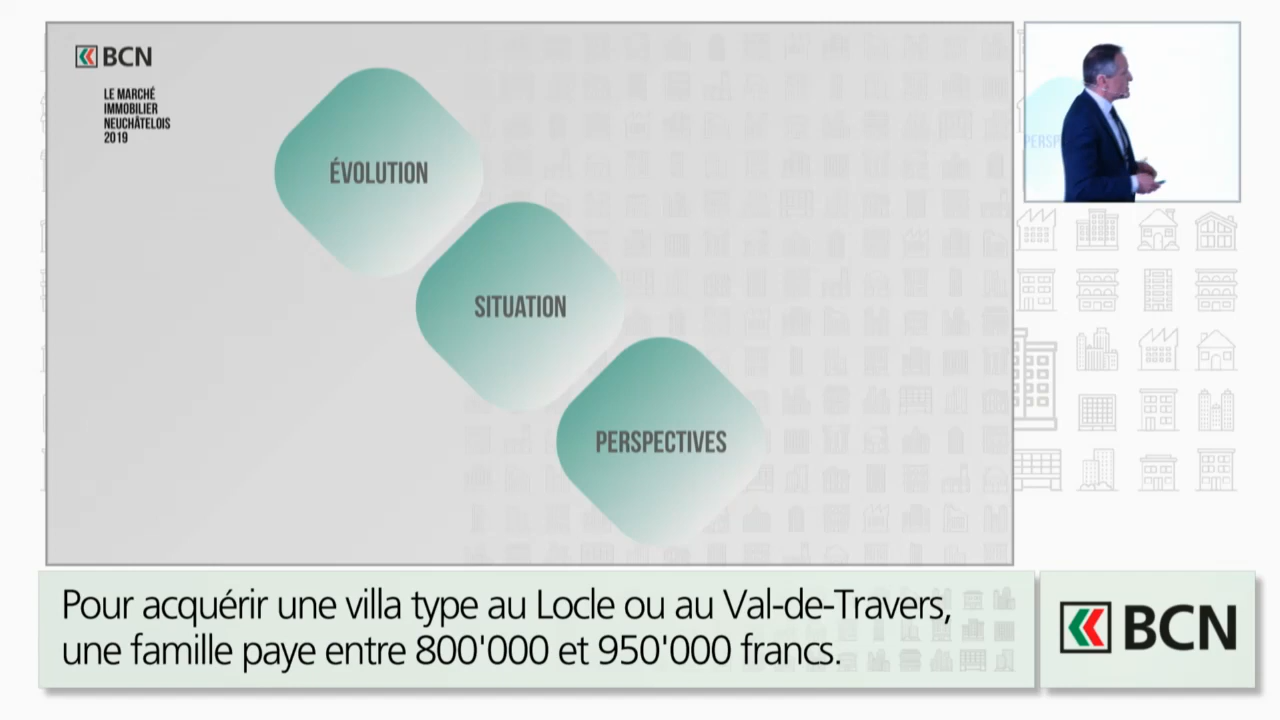 BCN
LE MARCHÉ
IMMOBILIER
NEUCHÂTELOIS
2019
ÉVOLUTION
SITUATION
PERSPECTIVES
PERSP
Pour acquérir une villa type au Locle ou au Val-de-Travers,
une famille paye entre 800'000 et 950'000 francs.
BCN